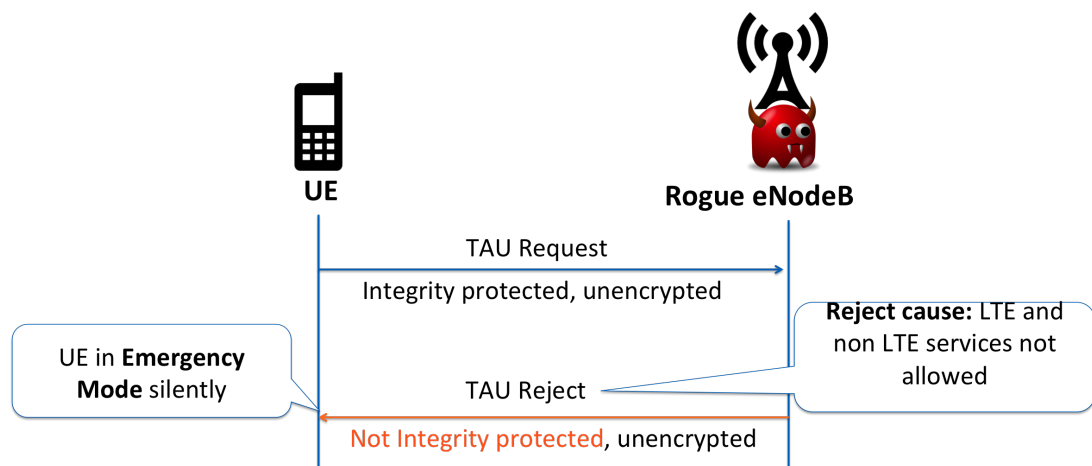 UE
Rogue eNodeB
TAU Request
Integrity protected, unencrypted
Reject cause: LTE and
non LTE services not
allowed
UE in Emergency
Mode silently
TAU Reject
Not Integrity protected, unencrypted